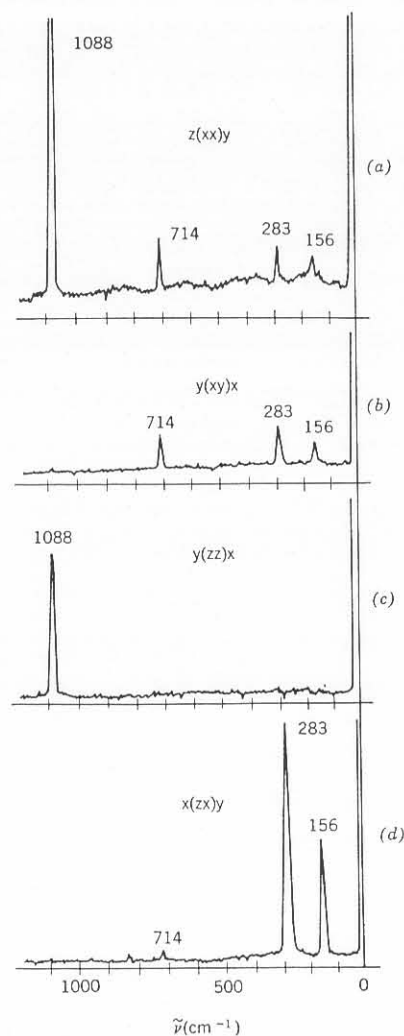 1088
z(xx)y
(a)
714
283
156
y(xy)x
(b)
714
283
156
1088
y(zz)x
(c)
283
x(zx)y
156
(d)
714
1000
500
0
ν̃(cm⁻¹)